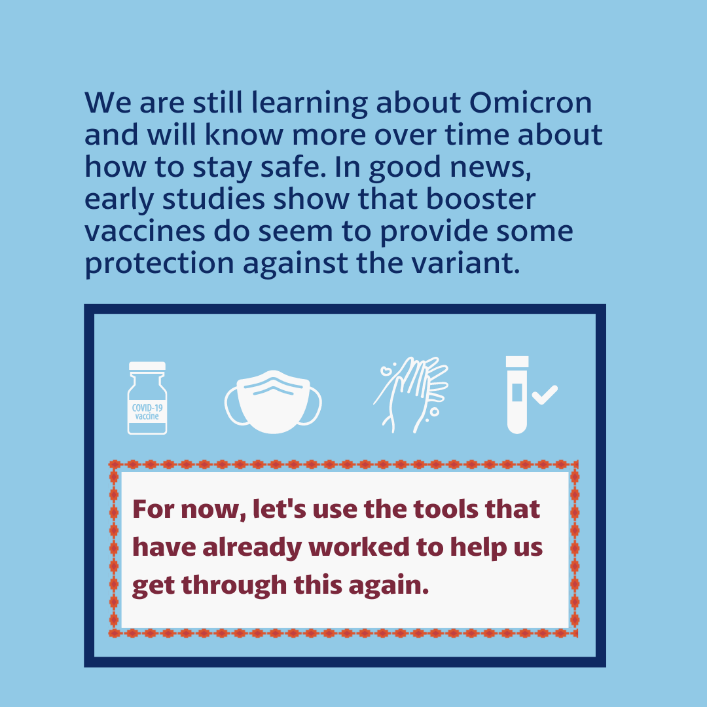 We are still learning about Omicron
and will know more over time about
how to stay safe. In good news,
early studies show that booster
vaccines do seem to provide some
protection against the variant.
COVID-19
vaccine
For now, let's use the tools that
have already worked to help us
get through this again.